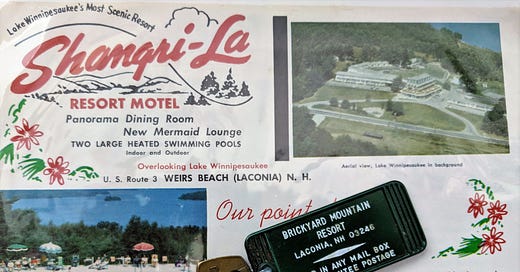 Lake Winnipesaukee's Most Scenic Resort
Shangri-La
RESORT MOTEL
Panorama Dining Room
New Mermaid Lounge
TWO LARGE HEATED SWIMMING POOLS
Indoor and Outdoor
Overlooking Lake Winnipesaukee
U. S. Route 3 WEIRS BEACH (LACONIA) N. H.
Aerial view, Lake Winnipesaukee in background
Our point
BRICKYARD MOUNTAIN
RESORT
LACONIA, NH 03246
IN ANY MAIL BOX
TEE POSTAGE